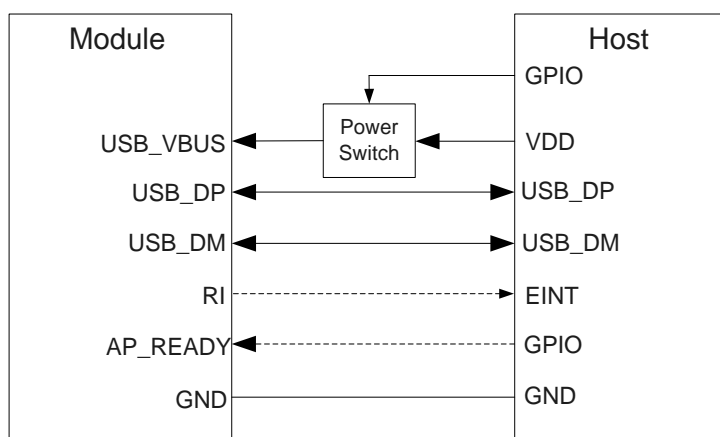 Module
Host
GPIO
Power
Switch
USB_VBUS
VDD
USB_DP
USB_DP
USB_DM
USB_DM
RI
EINT
AP_READY
GPIO
GND
GND